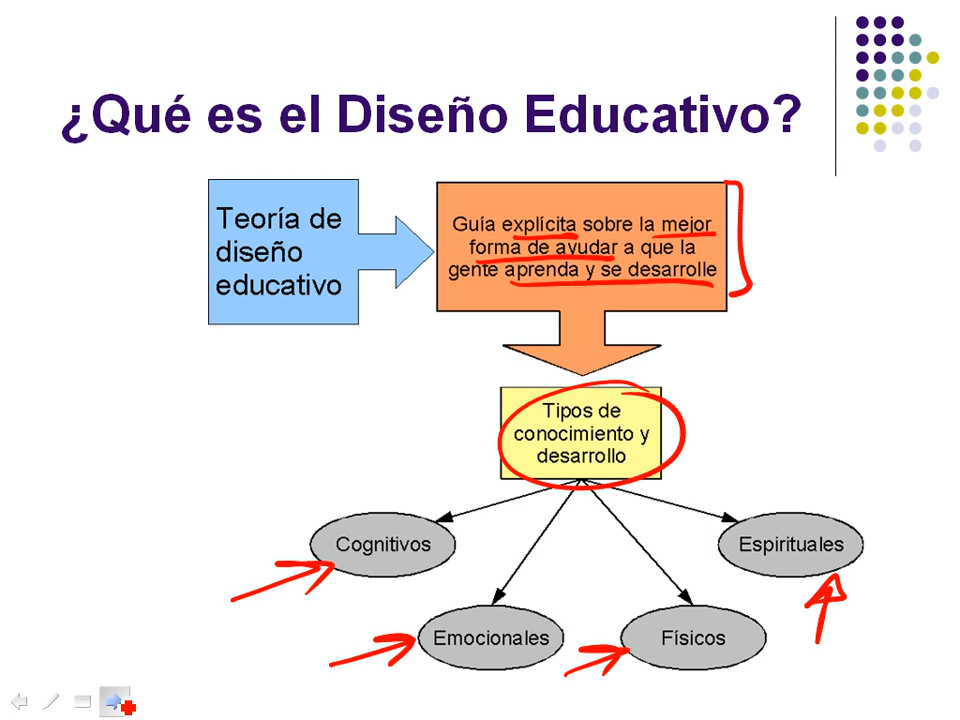 ¿Qué es el Diseño Educativo?
Teoría de
diseño
educativo
Guía explícita sobre la mejor
forma de ayudar a que la
gente aprenda y se desarrolle
Tipos de
conocimiento y
desarrollo
Cognitivos
Espirituales
Emocionales
Físicos